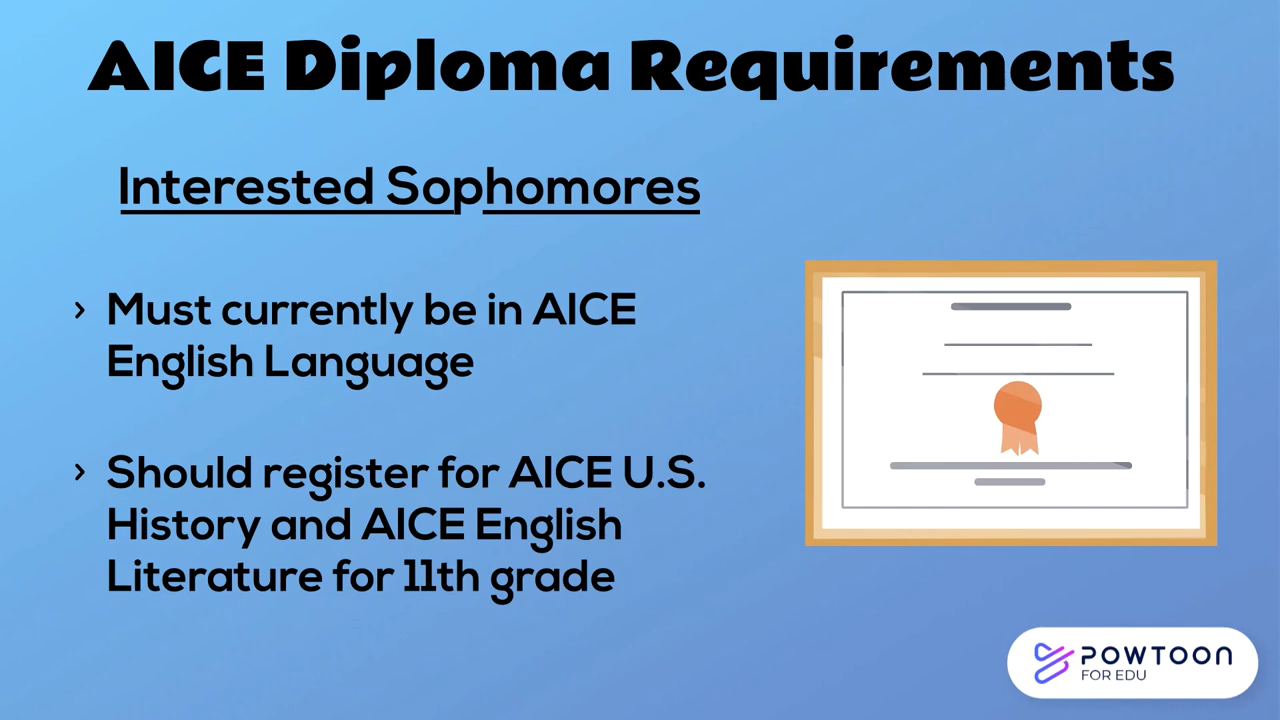 AICE Diploma Requirements
Interested Sophomores
› Must currently be in AICE
English Language
› Should register for AICE U.S.
History and AICE English
Literature for 11th grade
POWTOON
FOR EDU